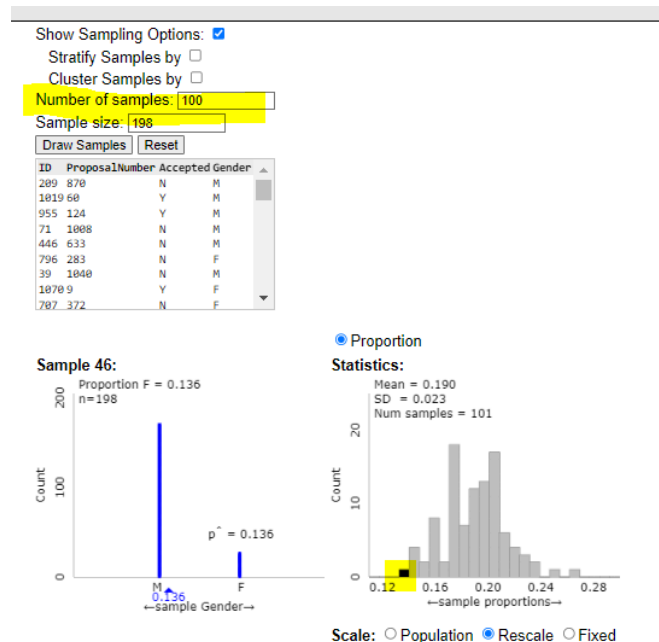 Show Sampling Options:
Stratify Samples by
Cluster Samples by
Number of samples: 100
Sample size: 198
Draw Samples Reset
ID ProposalNumber Accepted Gender
209 870 N M
1019 60 Y M
955 124 Y M
71 1008 N M
446 633 N M
796 283 N F
39 1040 N M
1070 9 Y F
707 372 N F
Proportion
Sample 46:
Proportion F = 0.136
n=198
200
100
0
Count
p^ = 0.136
M F
0.136
←sample Gender→
Statistics:
Mean = 0.190
SD = 0.023
Num samples = 101
20
10
0
Count
0.12 0.16 0.20 0.24 0.28
←sample proportions→
Scale: Population Rescale Fixed